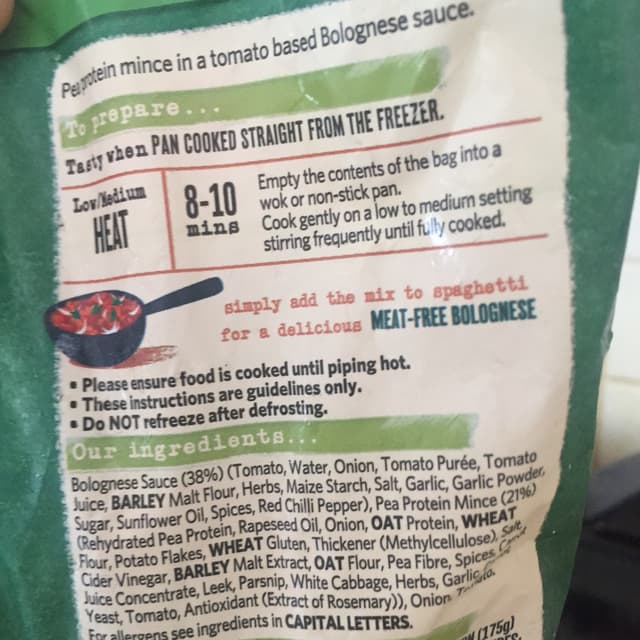 Pea protein mince in a tomato based Bolognese sauce.
To prepare...
Tasty when PAN COOKED STRAIGHT FROM THE FREEZER.
Low/Medium
HEAT
8-10
mins
Empty the contents of the bag into a
wok or non-stick pan.
Cook gently on a low to medium setting
stirring frequently until fully cooked.
simply add the mix to spaghetti
for a delicious MEAT-FREE BOLOGNESE
▪ Please ensure food is cooked until piping hot.
▪ These instructions are guidelines only.
▪ Do NOT refreeze after defrosting.
Our ingredients...
Bolognese Sauce (38%) (Tomato, Water, Onion, Tomato Purée, Tomato
Juice, BARLEY Malt Flour, Herbs, Maize Starch, Salt, Garlic, Garlic Powder,
Sugar, Sunflower Oil, Spices, Red Chilli Pepper), Pea Protein Mince (21%)
(Rehydrated Pea Protein, Rapeseed Oil, Onion, OAT Protein, WHEAT
Flour, Potato Flakes, WHEAT Gluten, Thickener (Methylcellulose), Salt,
Cider Vinegar, BARLEY Malt Extract, OAT Flour, Pea Fibre, Spices, Carrot
Juice Concentrate, Leek, Parsnip, White Cabbage, Herbs, Garlic,
Yeast, Tomato, Antioxidant (Extract of Rosemary)), Onion,
For allergens see ingredients in CAPITAL LETTERS.
(175g)